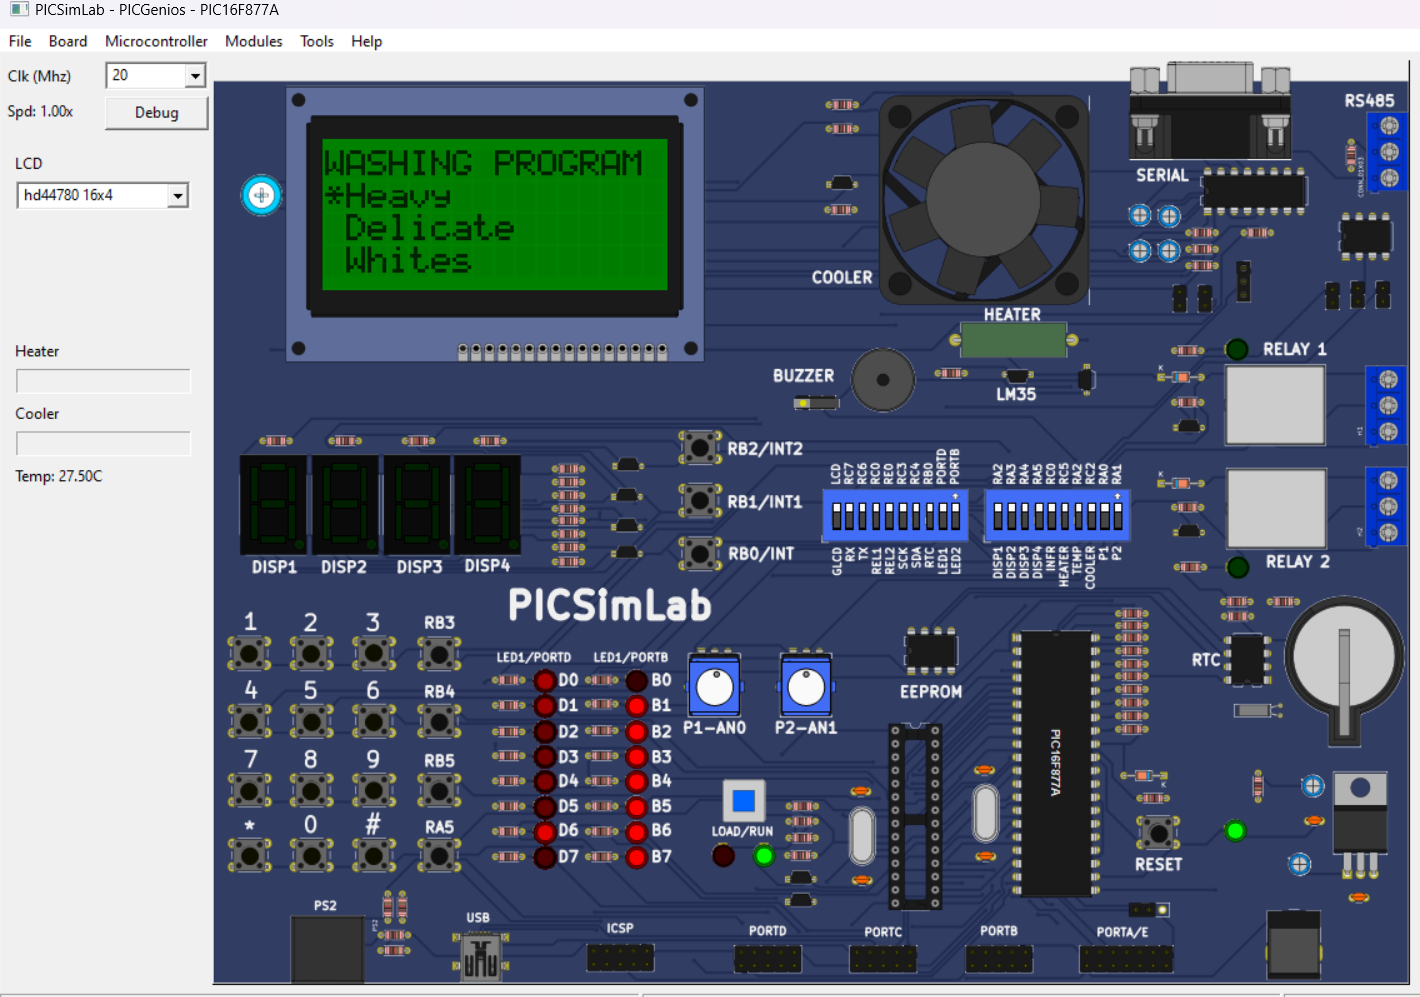 PICSimLab - PICGenios - PIC16F877A
File Board Microcontroller Modules Tools Help
Clk (Mhz) 20
Spd: 1.00x Debug
LCD
hd44780 16x4
Heater
Cooler
Temp: 27.50C
WASHING PROGRAM
*Heavy
Delicate
Whites
COOLER
SERIAL
RS485
CONN_01X03
HEATER
BUZZER
LM35
RELAY 1
K
H1
RB2/INT2
RB1/INT1
RB0/INT
LCD RC7 RC6 RC0 RE0 RC3 RC4 RB0 PORTD PORTB
GLCD RX TX REL1 REL2 SCK SDA RTC LED1 LED2
RA2 RA3 RA4 RA5 RC0 RC5 RA2 RC2 RA0 RA1
DISP1 DISP2 DISP3 DISP4 INFR HEATER TEMP COOLER P1 P2
K
H2
RELAY 2
DISP1 DISP2 DISP3 DISP4
PICSimLab
1 2 3 RB3
4 5 6 RB4
7 8 9 RB5
* 0 # RA5
LED1/PORTD LED1/PORTB
D0 B0
D1 B1
D2 B2
D3 B3
D4 B4
D5 B5
D6 B6
D7 B7
P1-AN0 P2-AN1
EEPROM
RTC
PIC16F877A
LOAD/RUN
K
RESET
PS2
PS2
USB
ICSP
PORTD
PORTC
PORTB
PORTA/E